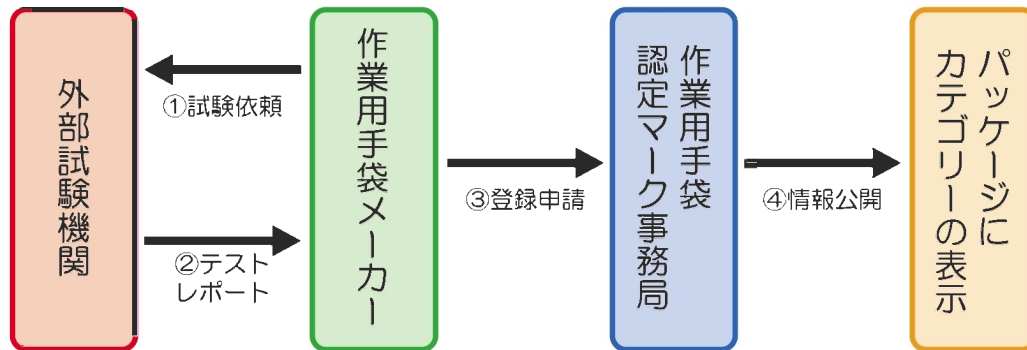 外部試験機関
①試験依頼
②テスト
レポート
作業用手袋メーカー
③登録申請
作業用手袋
認定マーク事務局
④情報公開
パッケージに
カテゴリーの表示